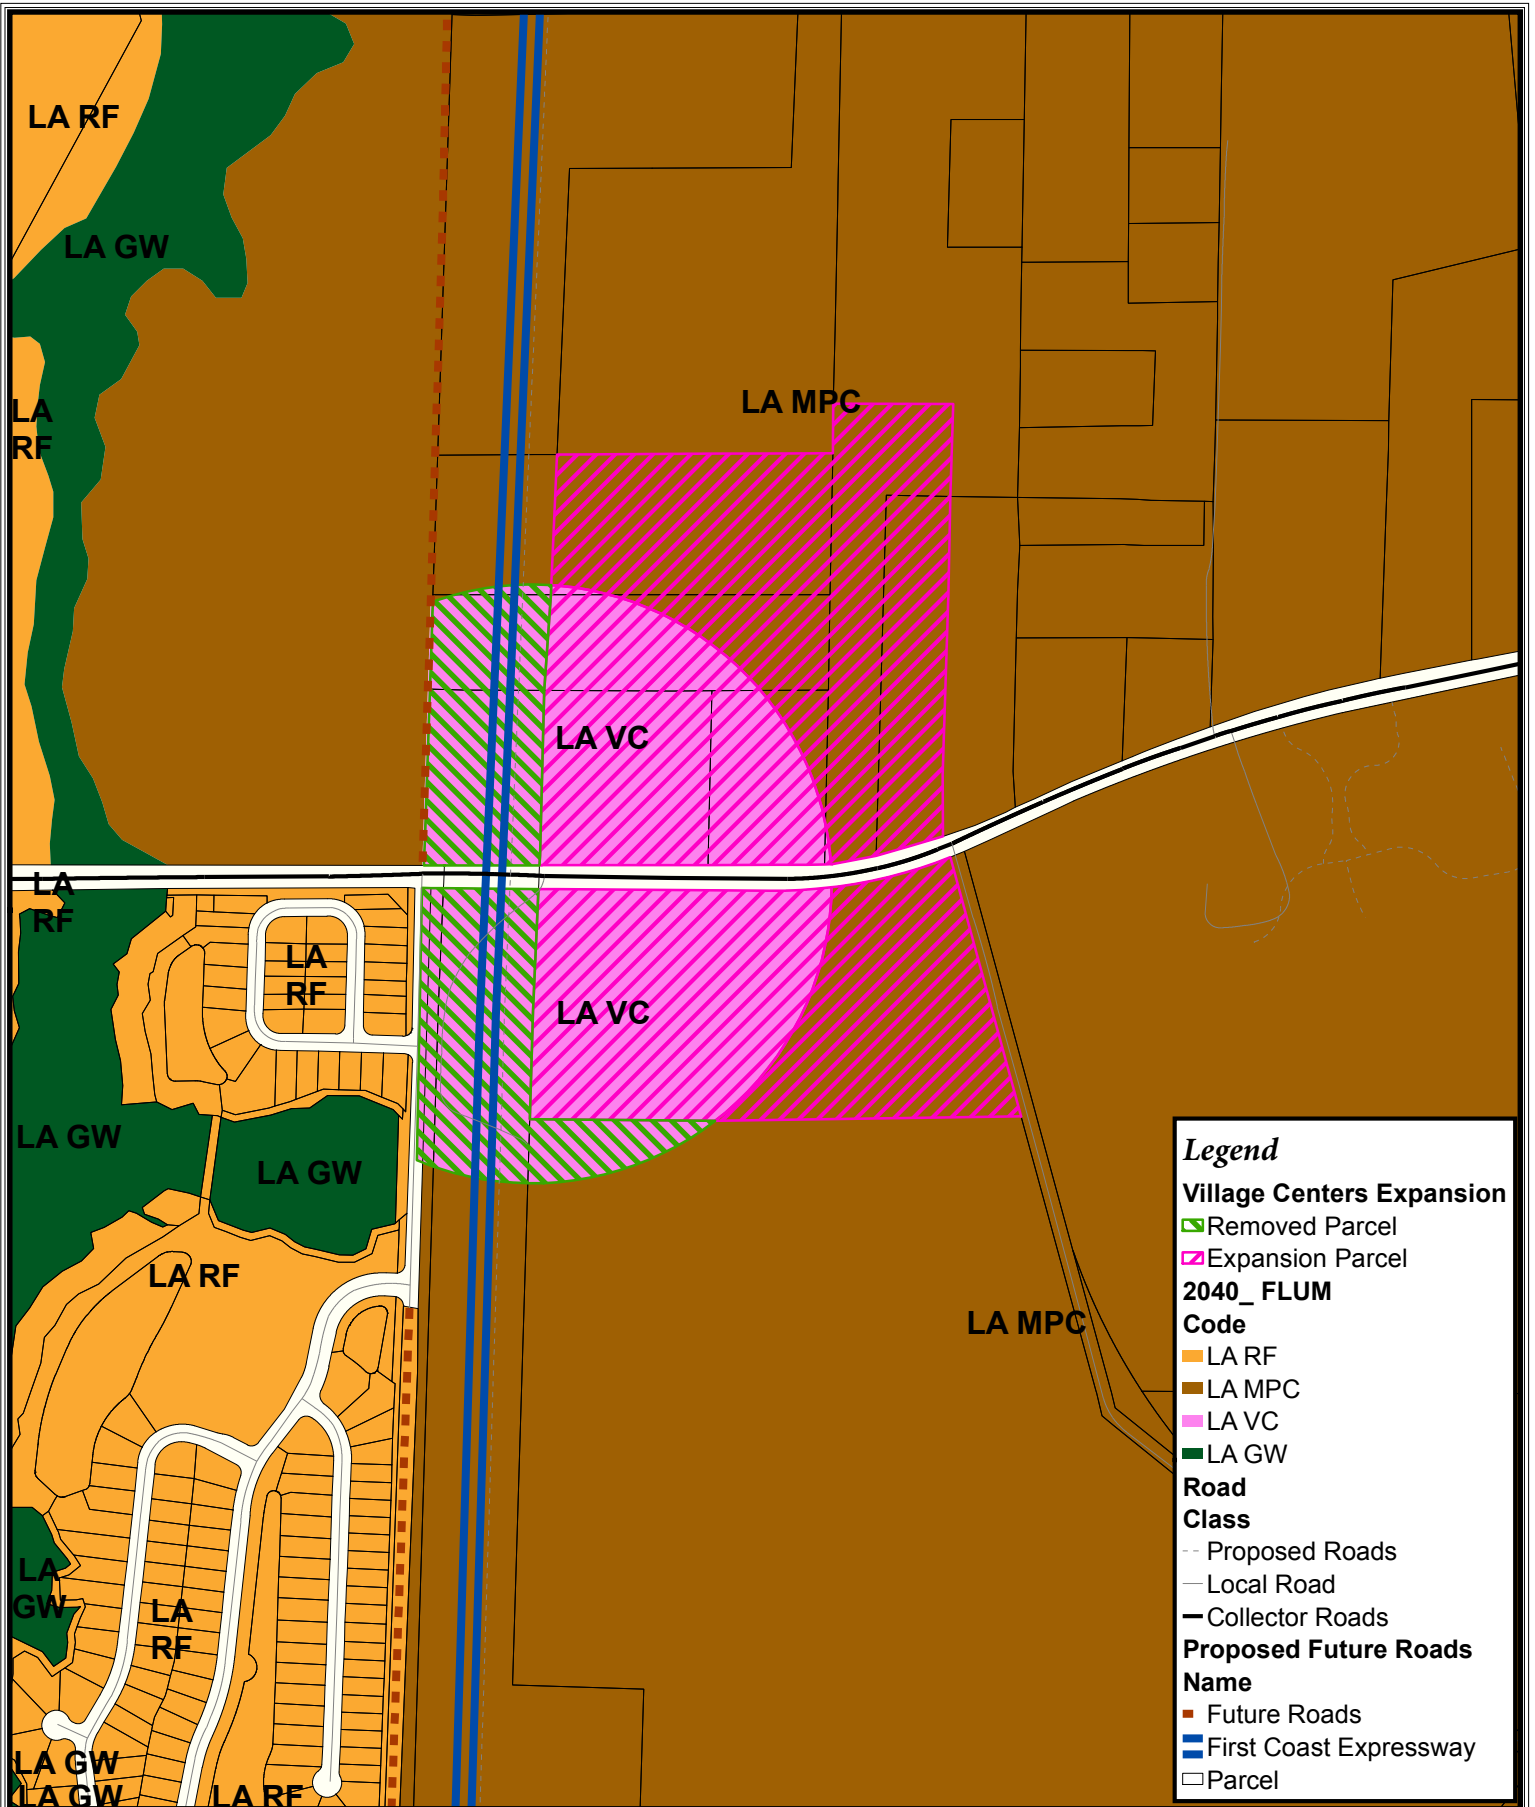 LA RF
LA GW
LA
RF
LA MPC
LA VC
LA
RF
LA
RF
LA VC
LA GW
LA GW
LA RF
LA MPC
LA
GW
LA
RF
LA GW
LA GW
LA RF
Legend
Village Centers Expansion
Removed Parcel
Expansion Parcel
2040_ FLUM
Code
LA RF
LA MPC
LA VC
LA GW
Road
Class
Proposed Roads
Local Road
Collector Roads
Proposed Future Roads
Name
Future Roads
First Coast Expressway
Parcel